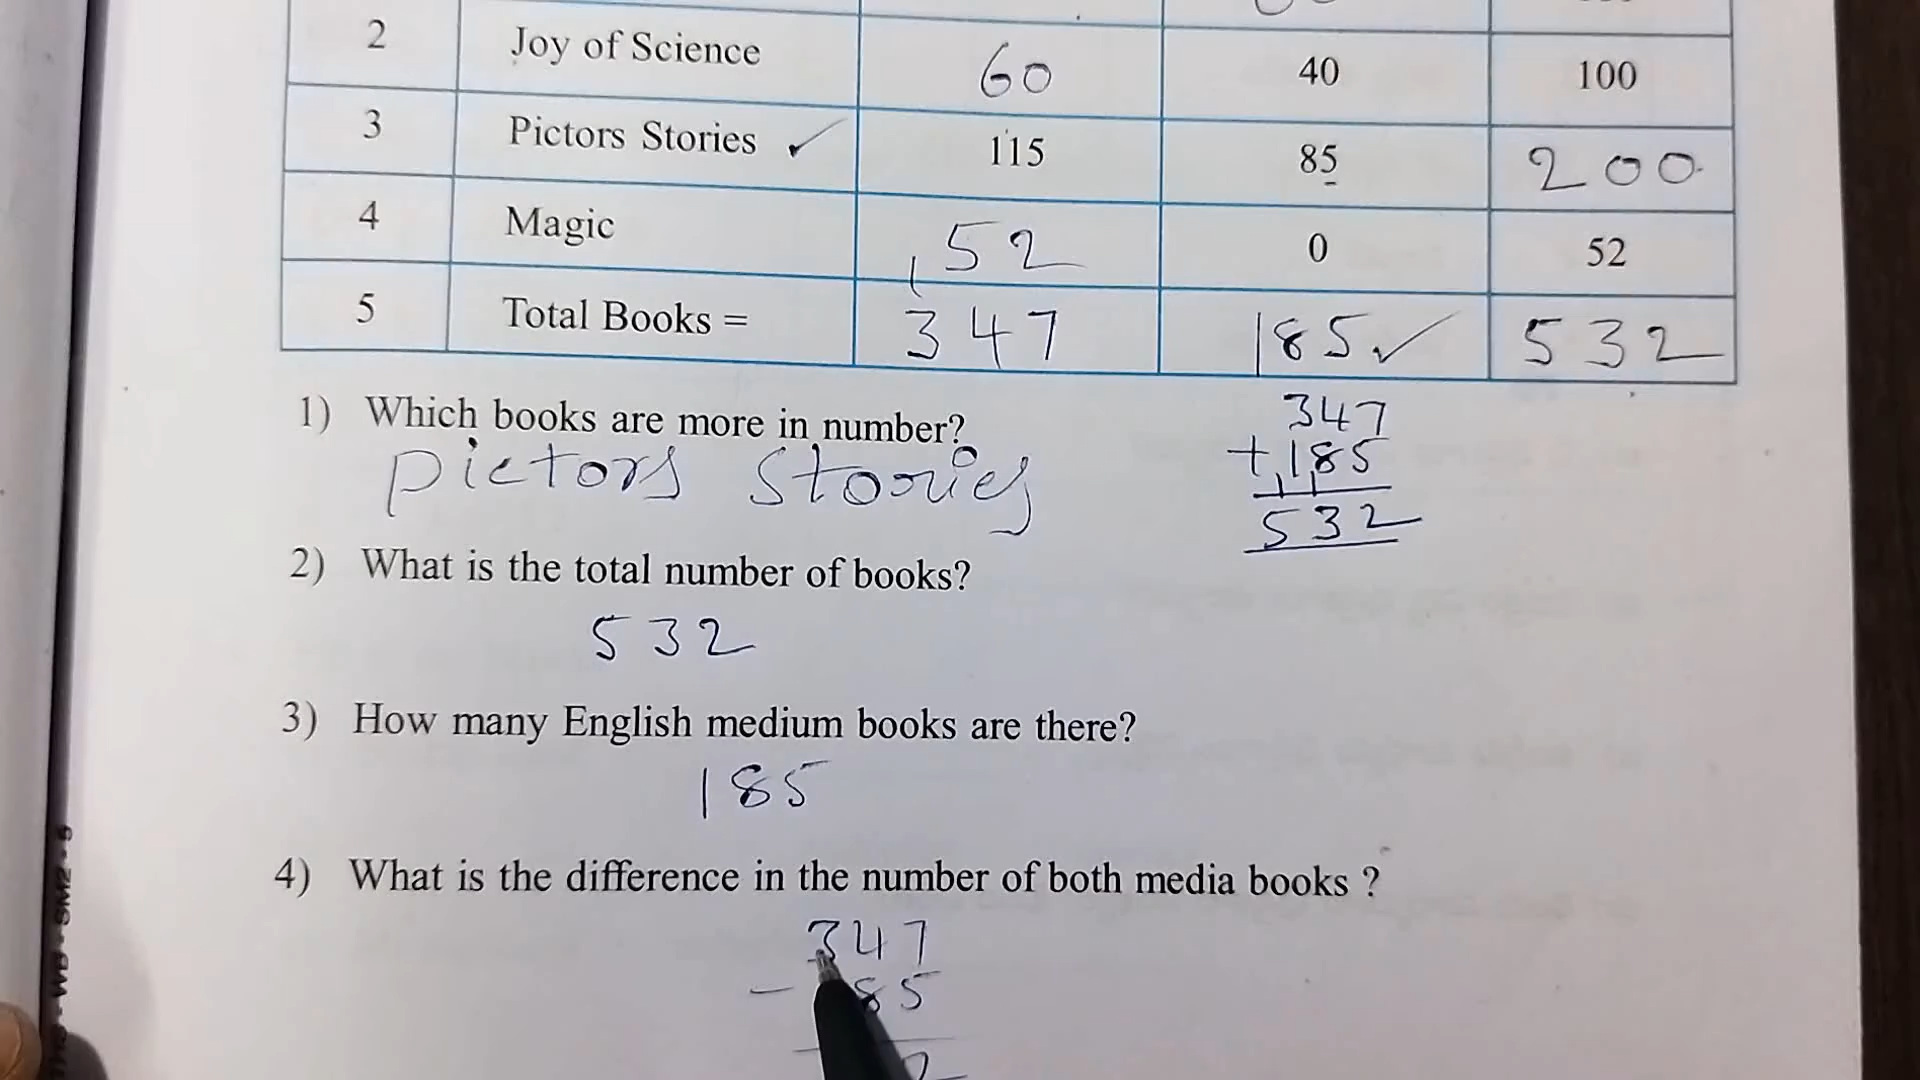 2 Joy of Science 60 40 100
3 Pictors Stories 115 85 200
4 Magic 52 0 52
5 Total Books = 347 185 532
1) Which books are more in number?
Pictors Stories
347
+185
532
2) What is the total number of books?
532
3) How many English medium books are there?
185
4) What is the difference in the number of both media books ?
347
- 85
2